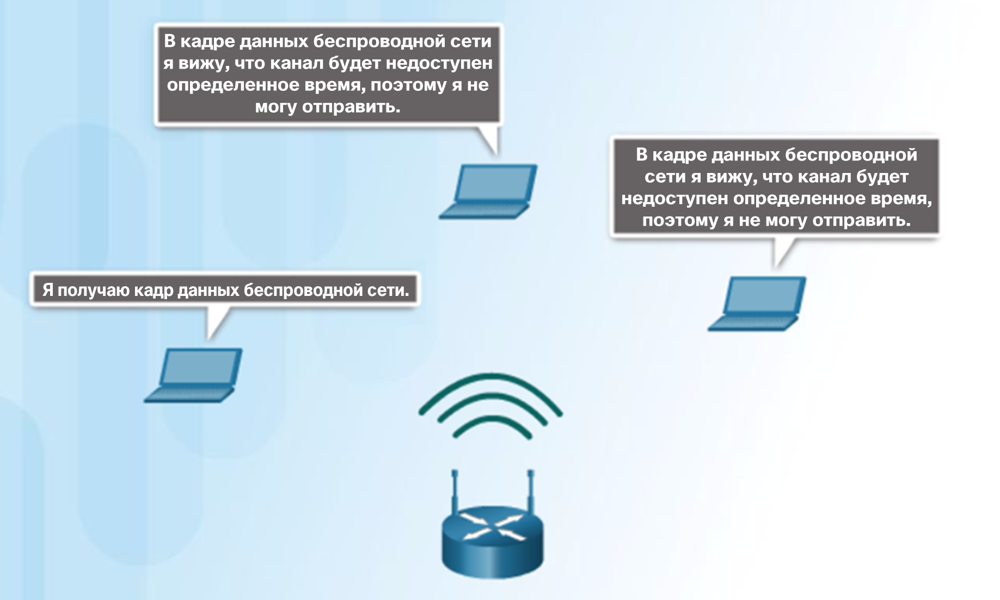 В кадре данных беспроводной сети
я вижу, что канал будет недоступен
определенное время, поэтому я не
могу отправить.
В кадре данных беспроводной
сети я вижу, что канал будет
недоступен определенное время,
поэтому я не могу отправить.
Я получаю кадр данных беспроводной сети.